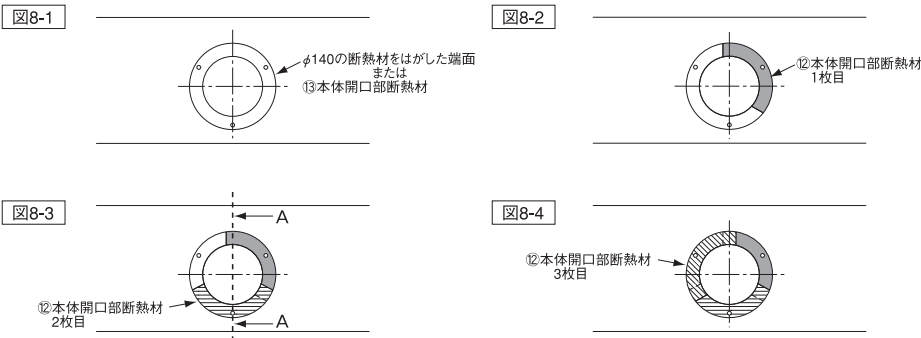 図8-1
φ140の断熱材をはがした端面
または
⑬本体開口部断熱材
図8-2
⑫本体開口部断熱材
1枚目
図8-3
A
A
⑫本体開口部断熱材
2枚目
図8-4
⑫本体開口部断熱材
3枚目